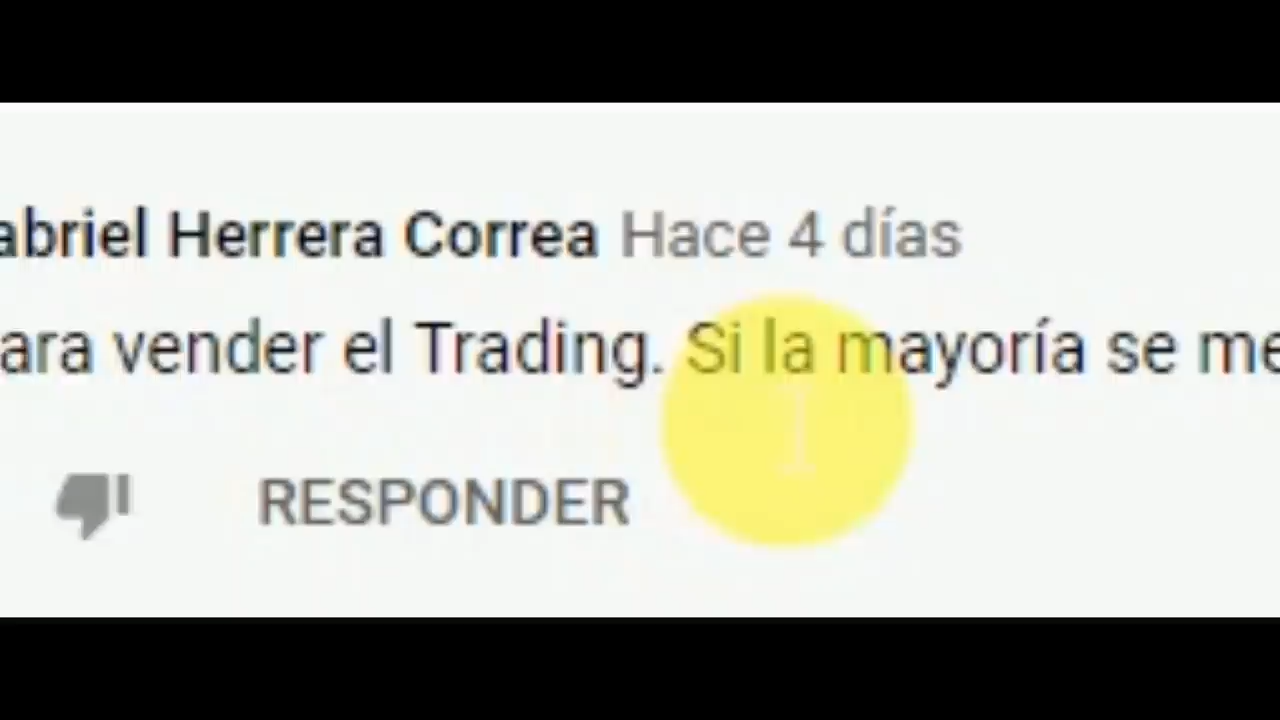 abriel Herrera Correa Hace 4 días
ara vender el Trading. Si la mayoría se me
RESPONDER